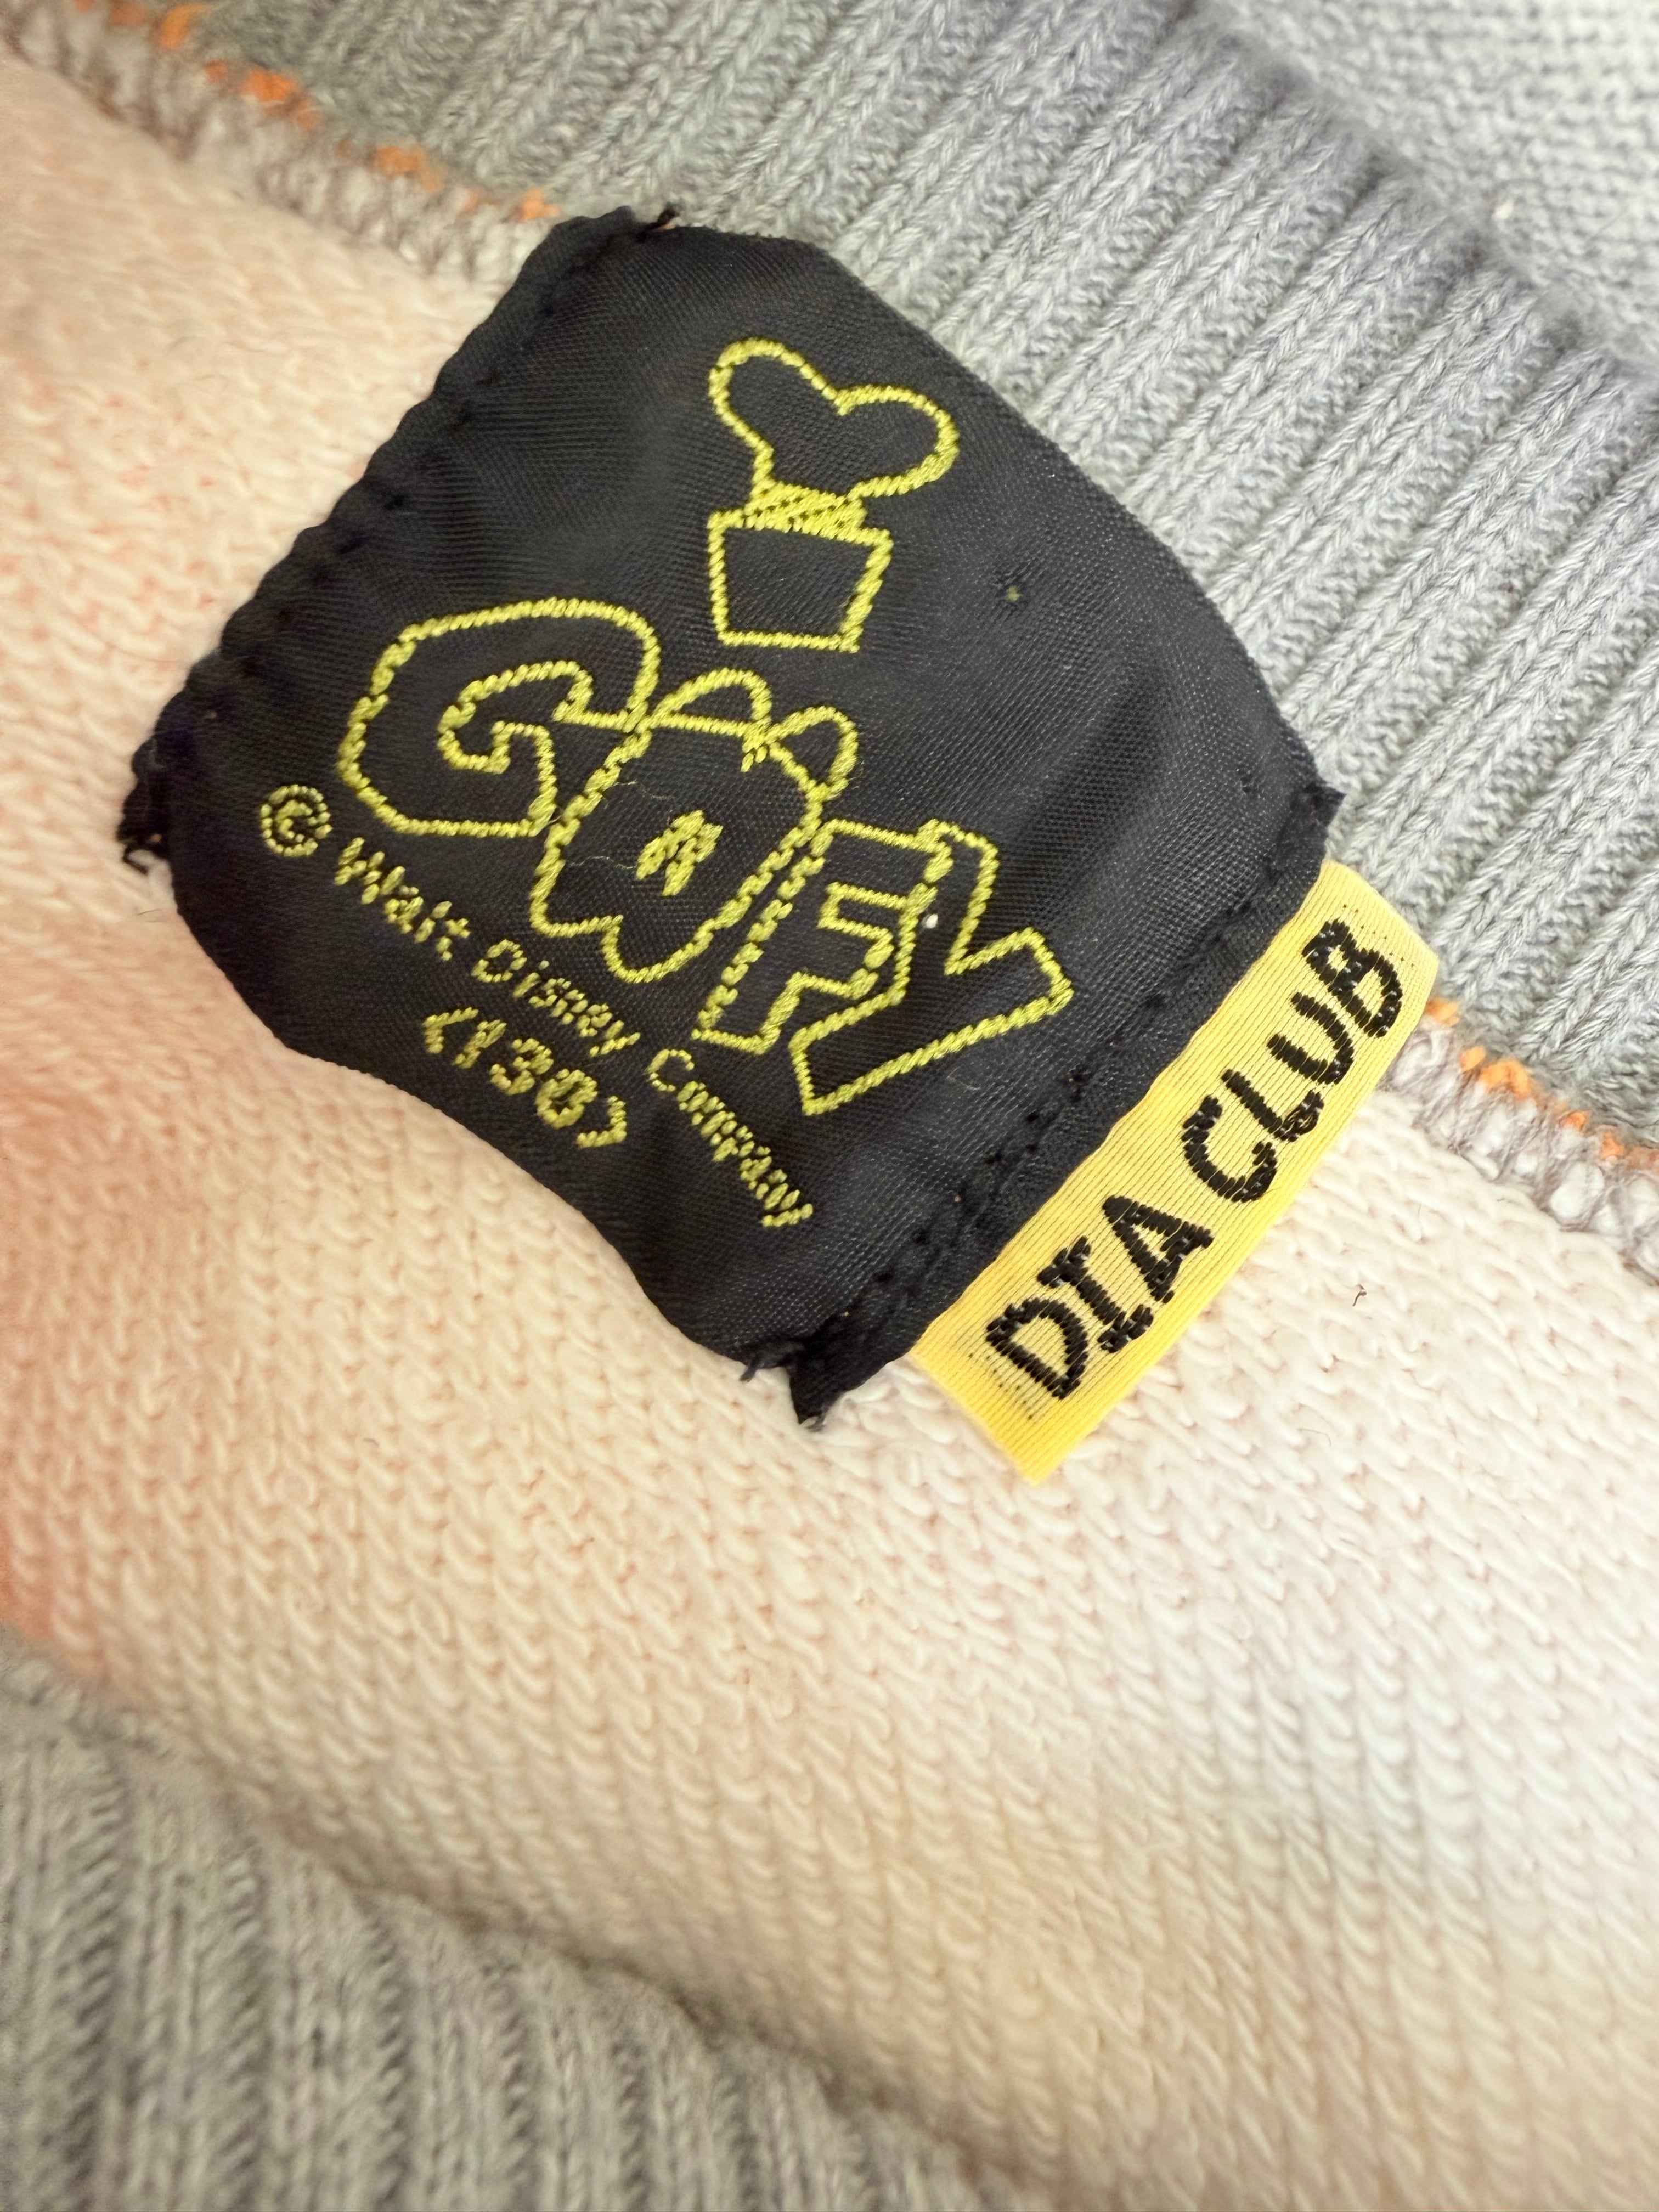 GOOFY
© Walt Disney Company
<130>
DIA CLUB